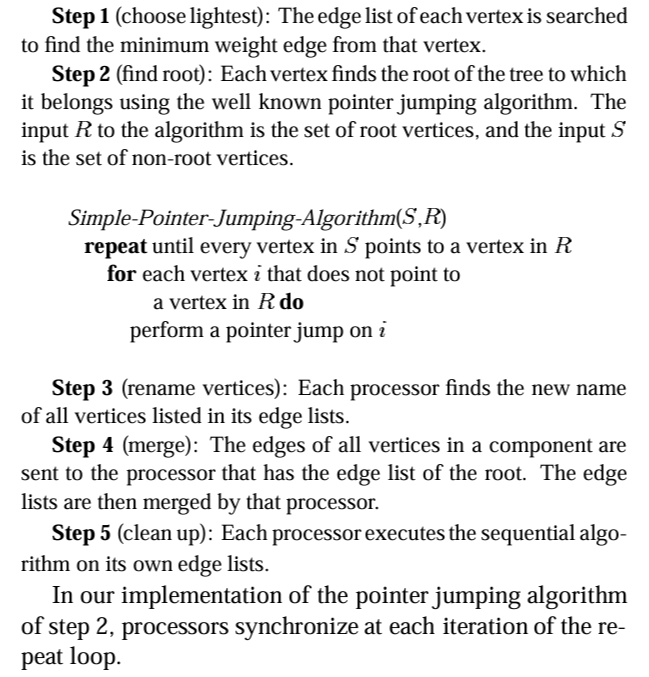 Step 1 (choose lightest): The edge list of each vertex is searched
to find the minimum weight edge from that vertex.
Step 2 (find root): Each vertex finds the root of the tree to which
it belongs using the well known pointer jumping algorithm. The
input R to the algorithm is the set of root vertices, and the input S
is the set of non-root vertices.
Simple-Pointer-Jumping-Algorithm(S,R)
repeat until every vertex in S points to a vertex in R
for each vertex i that does not point to
a vertex in R do
perform a pointer jump on i
Step 3 (rename vertices): Each processor finds the new name
of all vertices listed in its edge lists.
Step 4 (merge): The edges of all vertices in a component are
sent to the processor that has the edge list of the root. The edge
lists are then merged by that processor.
Step 5 (clean up): Each processor executes the sequential algo-
rithm on its own edge lists.
In our implementation of the pointer jumping algorithm
of step 2, processors synchronize at each iteration of the re-
peat loop.